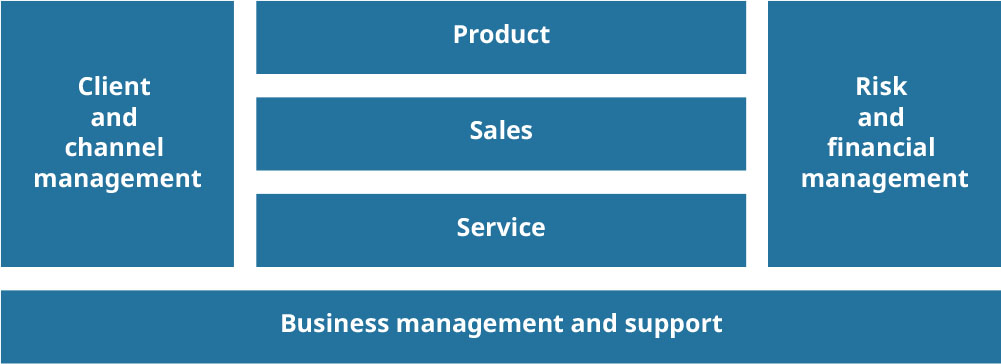 Client
and
channel
management
Product
Sales
Service
Risk
and
financial
management
Business management and support